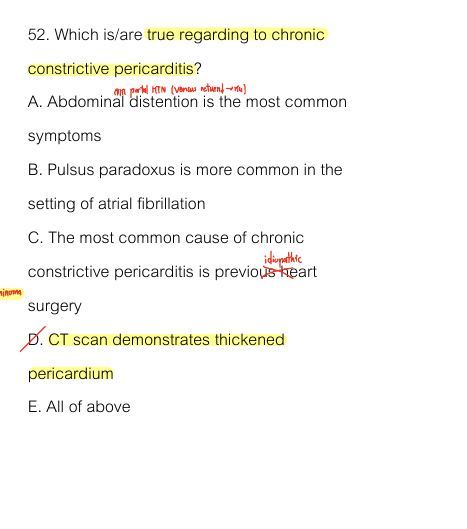 52. Which is/are true regarding to chronic
constrictive pericarditis?
portal HTN (venous return
A. Abdominal distention is the most common
symptoms
B. Pulsus paradoxus is more common in the
setting of atrial fibrillation
C. The most common cause of chronic
idiopathic
constrictive pericarditis is previous heart
surgery
D. CT scan demonstrates thickened
pericardium
E. All of above